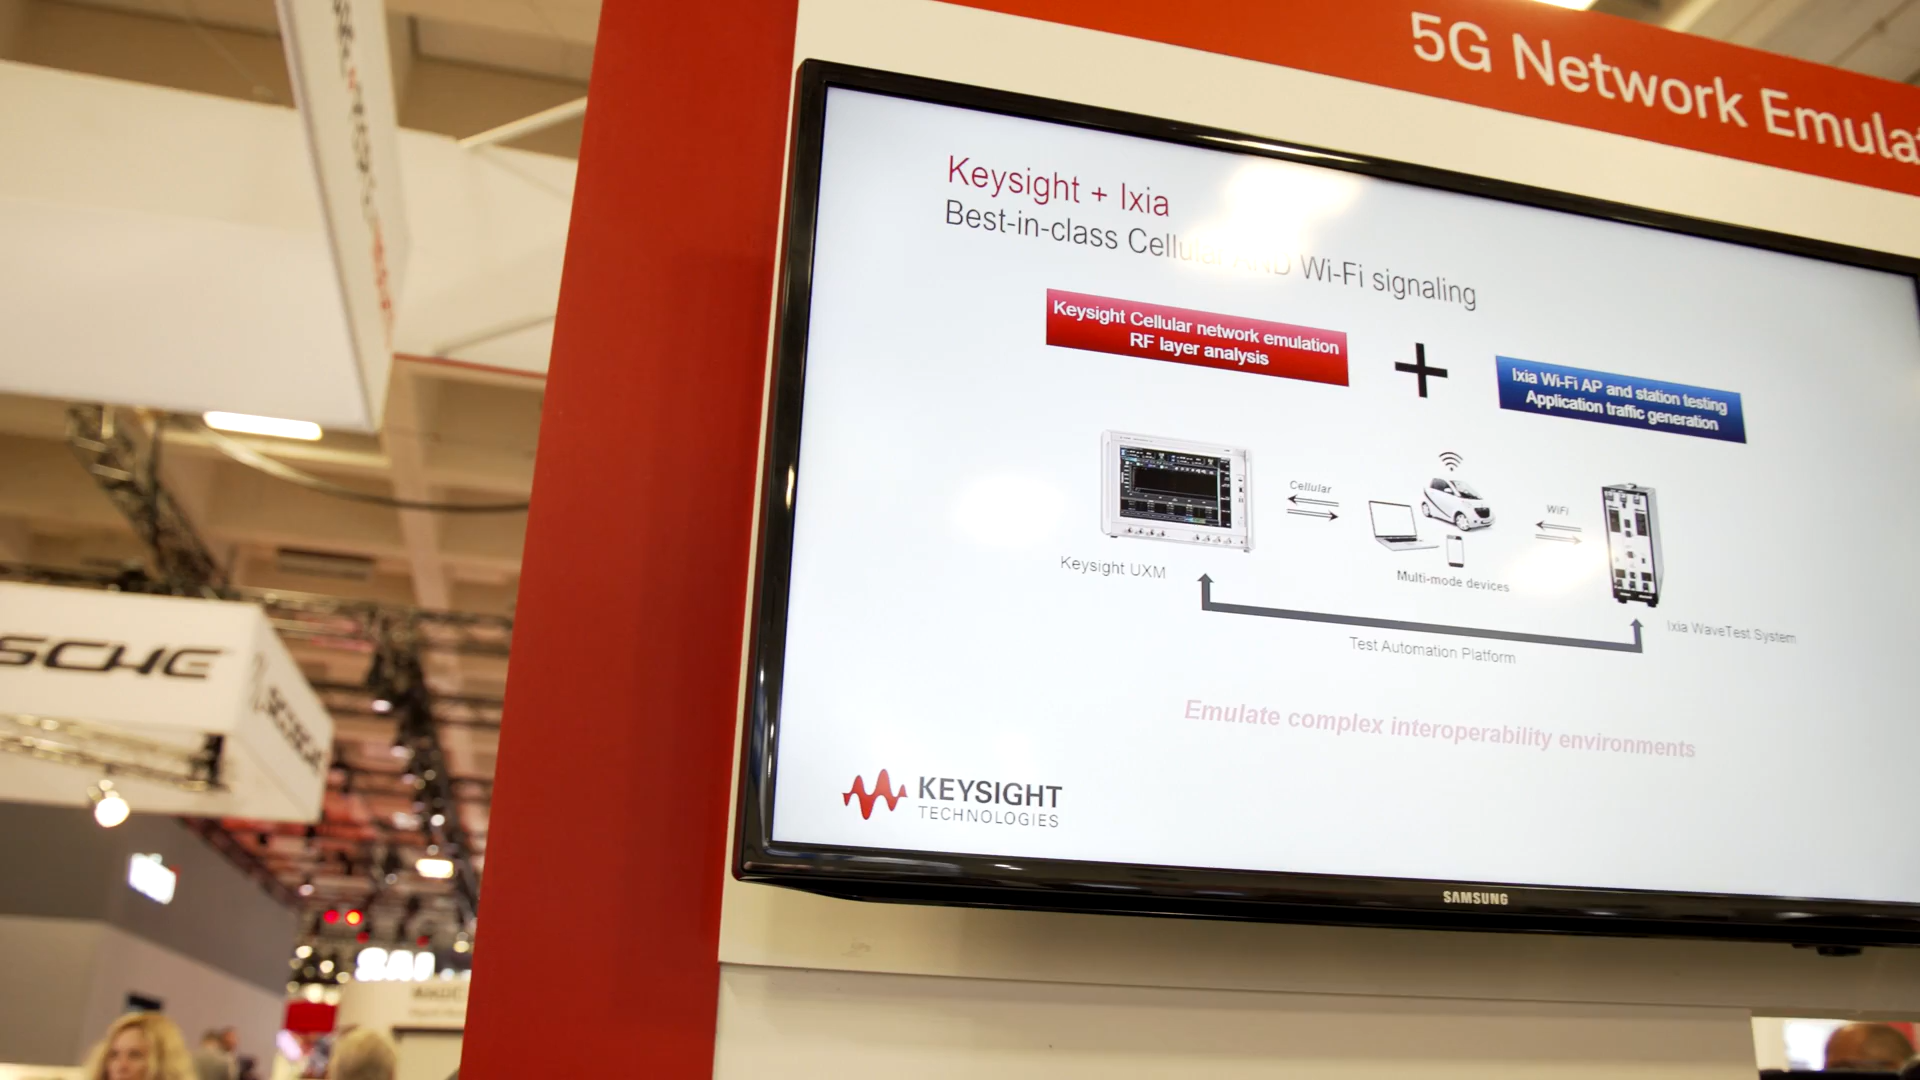 5G Network Emula
Keysight + Ixia
Best-in-class Cellular AND Wi-Fi signaling
Keysight Cellular network emulation
RF layer analysis
+
Ixia Wi-Fi AP and station testing
Application traffic generation
Cellular
WiFi
Keysight UXM
Multi-mode devices
Ixia WaveTest System
Test Automation Platform
Emulate complex interoperability environments
KEYSIGHT
TECHNOLOGIES
SAMSUNG
SCHE